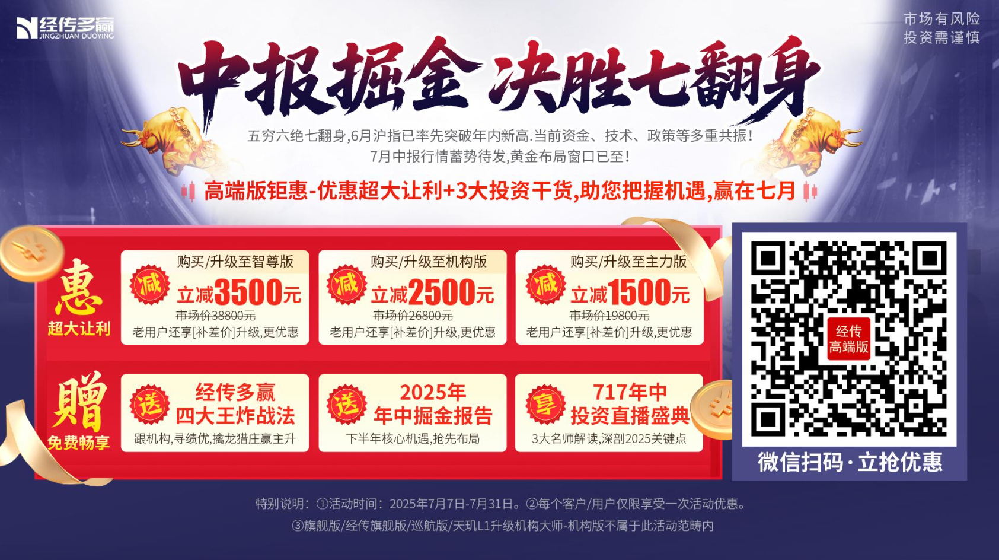 经传多赢
JINGZHUAN DUOYING
市场有风险
投资需谨慎
中报掘金 决胜七翻身
五穷六绝七翻身,6月沪指已率先突破年内新高.当前资金、技术、政策等多重共振!
7月中报行情蓄势待发,黄金布局窗口已至!
高端版钜惠-优惠超大让利+3大投资干货,助您把握机遇,赢在七月
惠
超大让利
减
购买/升级至智尊版
立减3500元
市场价38800元
老用户还享[补差价]升级,更优惠
减
购买/升级至机构版
立减2500元
市场价26800元
老用户还享[补差价]升级,更优惠
减
购买/升级至主力版
立减1500元
市场价19800元
老用户还享[补差价]升级,更优惠
赠
免费畅享
送
经传多赢
四大王炸战法
跟机构,寻绩优,擒龙猎庄赢主升
送
2025年
年中掘金报告
下半年核心机遇,抢先布局
享
717年中
投资直播盛典
3大名师解读,深剖2025关键点
经传
高端版
微信扫码·立抢优惠
特别说明：①活动时间：2025年7月7日-7月31日。②每个客户/用户仅限享受一次活动优惠。
③旗舰版/经传旗舰版/巡航版/天玑L1升级机构大师-机构版不属于此活动范畴内